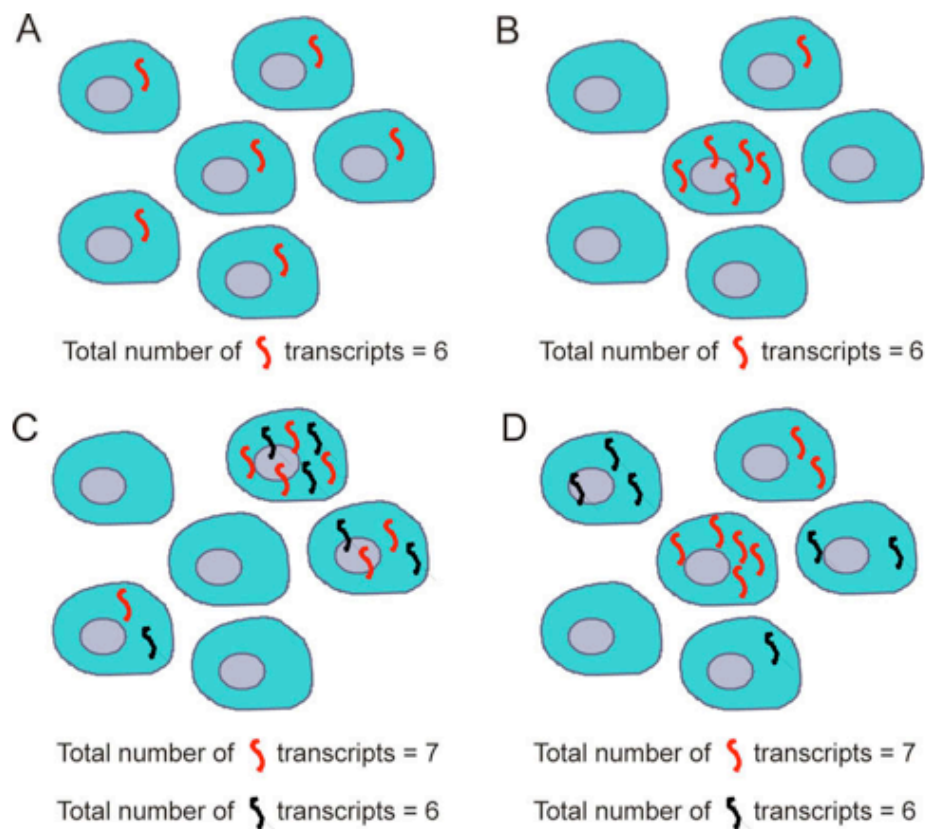 A
B
Total number of transcripts = 6
Total number of transcripts = 6
C
D
Total number of transcripts = 7
Total number of transcripts = 6
Total number of transcripts = 7
Total number of transcripts = 6